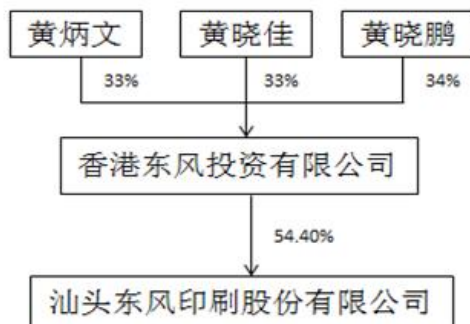 黄炳文 黄晓佳 黄晓鹏
33% 33% 34%
香港东风投资有限公司
54.40%
汕头东风印刷股份有限公司